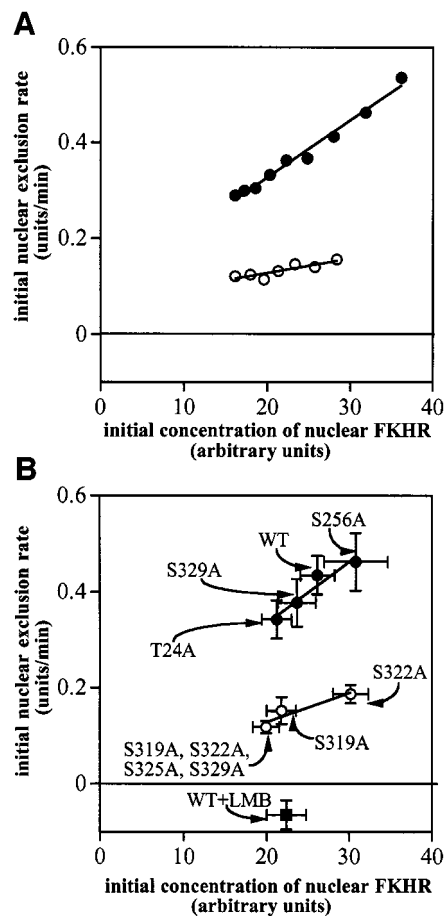 A
0.6
0.4
0.2
0
0
10
20
30
40
initial nuclear exclusion rate
(units/min)
initial concentration of nuclear FKHR
(arbitrary units)
B
0.6
0.4
0.2
0
S256A
WT
S329A
T24A
S322A
S319A, S322A,
S325A, S329A
S319A
WT+LMB
0
10
20
30
40
initial nuclear exclusion rate
(units/min)
initial concentration of nuclear FKHR
(arbitrary units)